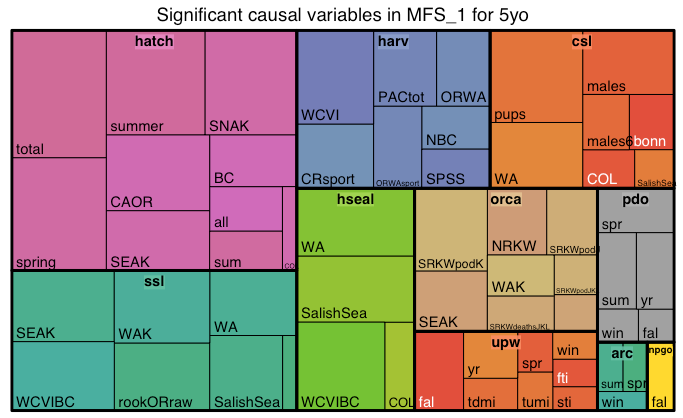 Significant causal variables in MFS_1 for 5yo
hatch
total
spring
summer
SNAK
CAOR
SEAK
BC
all
sum
co
harv
WCVI
CRsport
PACtot
ORWA
ORWAsport
NBC
SPSS
csl
pups
WA
males
males6
bonn
COL
SalishSea
ssl
SEAK
WCVIBC
WAK
rookORraw
WA
SalishSea
hseal
WA
SalishSea
WCVIBC
COL
orca
SRKWpodK
SEAK
NRKW
SRKWpodJ
WAK
SRKWpodJK
SRKWdeathsJKL
pdo
spr
sum
yr
win
fal
upw
fal
yr
tdmi
spr
tumi
win
fti
sti
arc
sum
spr
win
npgo
fal